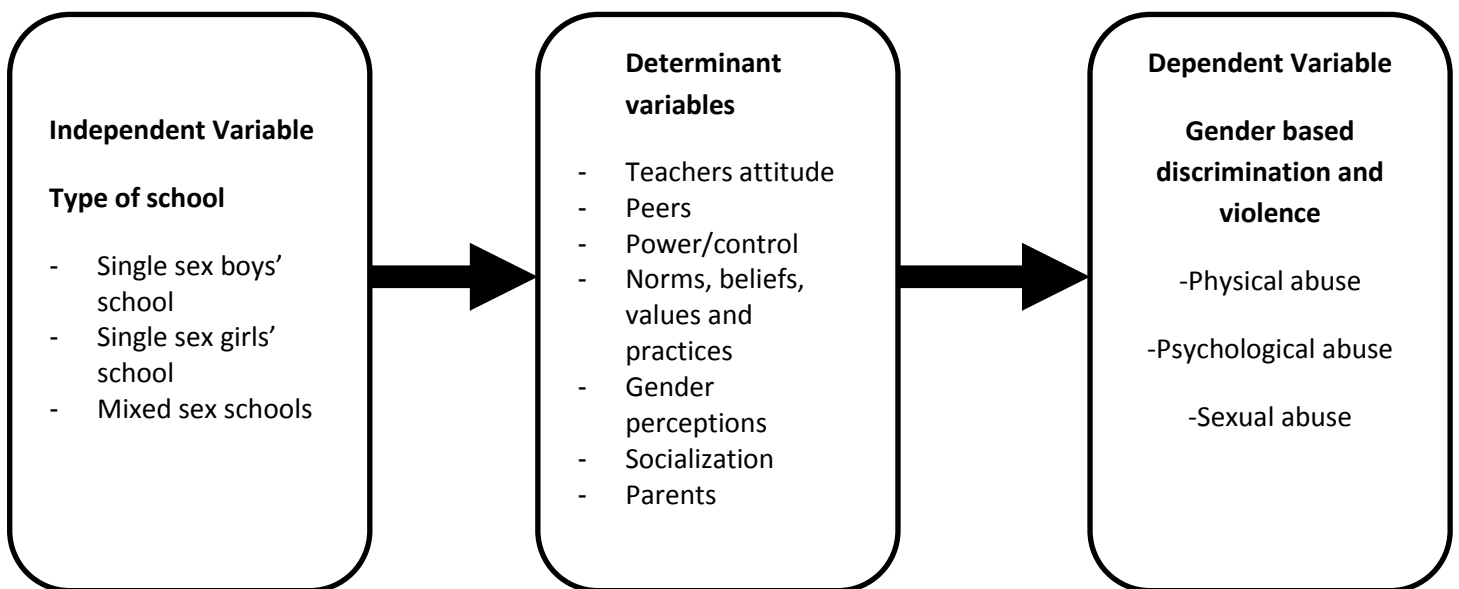 Independent Variable
Type of school
- Single sex boys’
school
- Single sex girls’
school
- Mixed sex schools
Determinant
variables
- Teachers attitude
- Peers
- Power/control
- Norms, beliefs,
values and
practices
- Gender
perceptions
- Socialization
- Parents
Dependent Variable
Gender based
discrimination and
violence
-Physical abuse
-Psychological abuse
-Sexual abuse